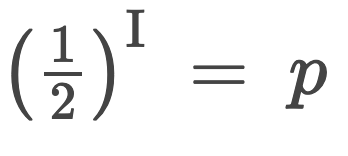 (1/2)^I = p